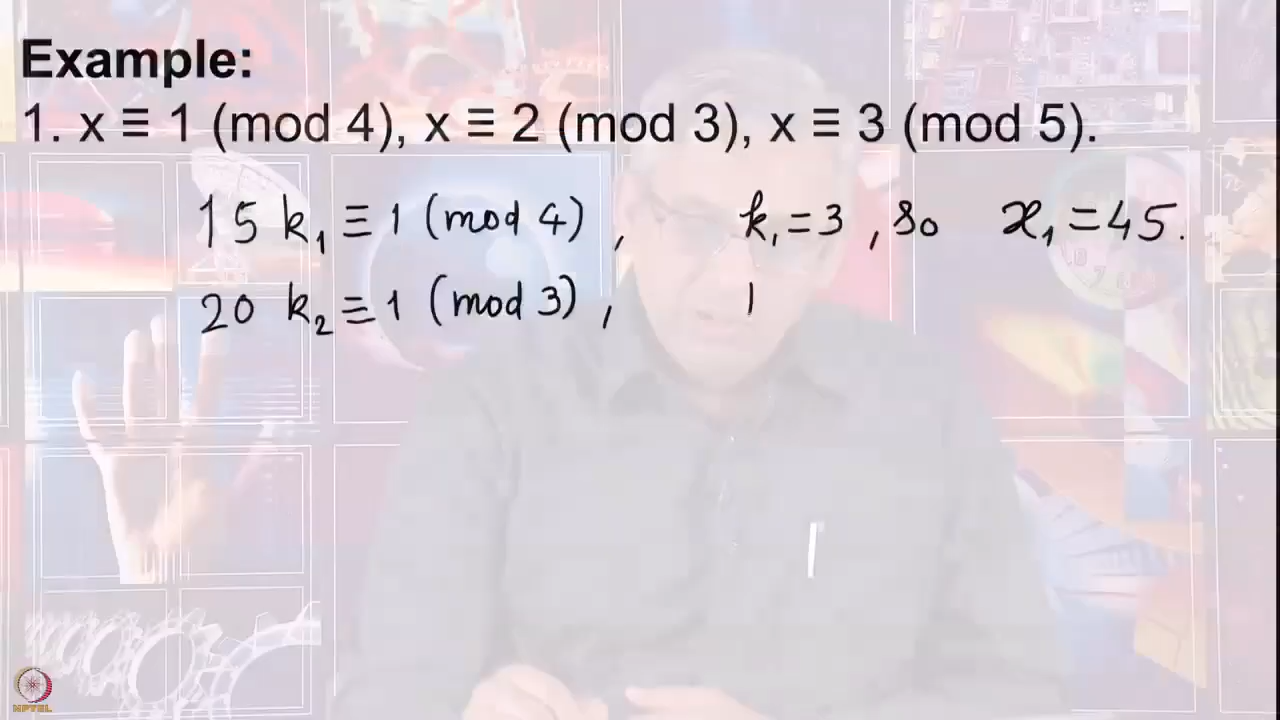 Example:
1. x ≡ 1 (mod 4), x ≡ 2 (mod 3), x ≡ 3 (mod 5).
15 k₁ ≡ 1 (mod 4), k₁ = 3, so x₁ = 45.
20 k₂ ≡ 1 (mod 3),
NPTEL